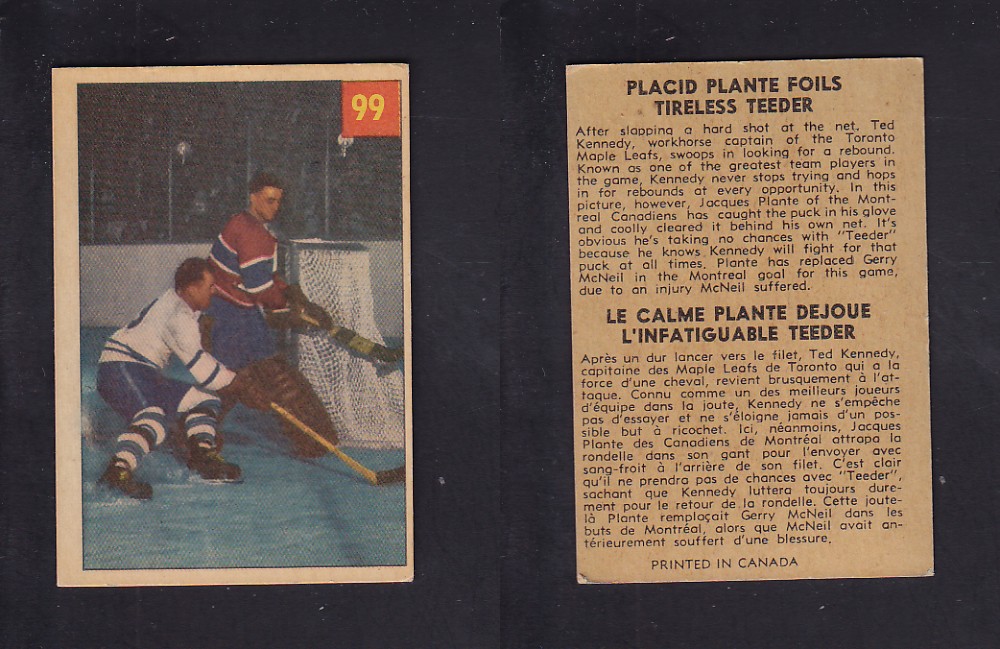 99
PLACID PLANTE FOILS
TIRELESS TEEDER
After slapping a hard shot at the net, Ted
Kennedy, workhorse captain of the Toronto
Maple Leafs, swoops in looking for a rebound.
Known as one of the greatest team players in
the game, Kennedy never stops trying and hops
in for rebounds at every opportunity. In this
picture, however, Jacques Plante of the Mont-
real Canadiens has caught the puck in his glove
and coolly cleared it behind his own net. It's
obvious he's taking no chances with "Teeder"
because he knows Kennedy will fight for that
puck at all times. Plante has replaced Gerry
McNeil in the Montreal goal for this game,
due to an injury McNeil suffered.
LE CALME PLANTE DEJOUE
L'INFATIGUABLE TEEDER
Après un dur lancer vers le filet, Ted Kennedy,
capitaine des Maple Leafs de Toronto qui a la
force d'une cheval, revient brusquement à l'at-
taque. Connu comme un des meilleurs joueurs
d'équipe dans la joute, Kennedy ne s'empêche
pas d'essayer et ne s'éloigne jamais d'un pos-
sible but à ricochet. Ici, néanmoins, Jacques
Plante des Canadiens de Montréal attrapa la
rondelle dans son gant pour l'envoyer avec
sang-froid à l'arrière de son filet. C'est clair
qu'il ne prendra pas de chances avec "Teeder",
sachant que Kennedy luttera toujours dure-
ment pour le retour de la rondelle. Cette joute-
là Plante remplaçait Gerry McNeil dans les
buts de Montréal, alors que McNeil avait an-
térieurement souffert d'une blessure.
PRINTED IN CANADA